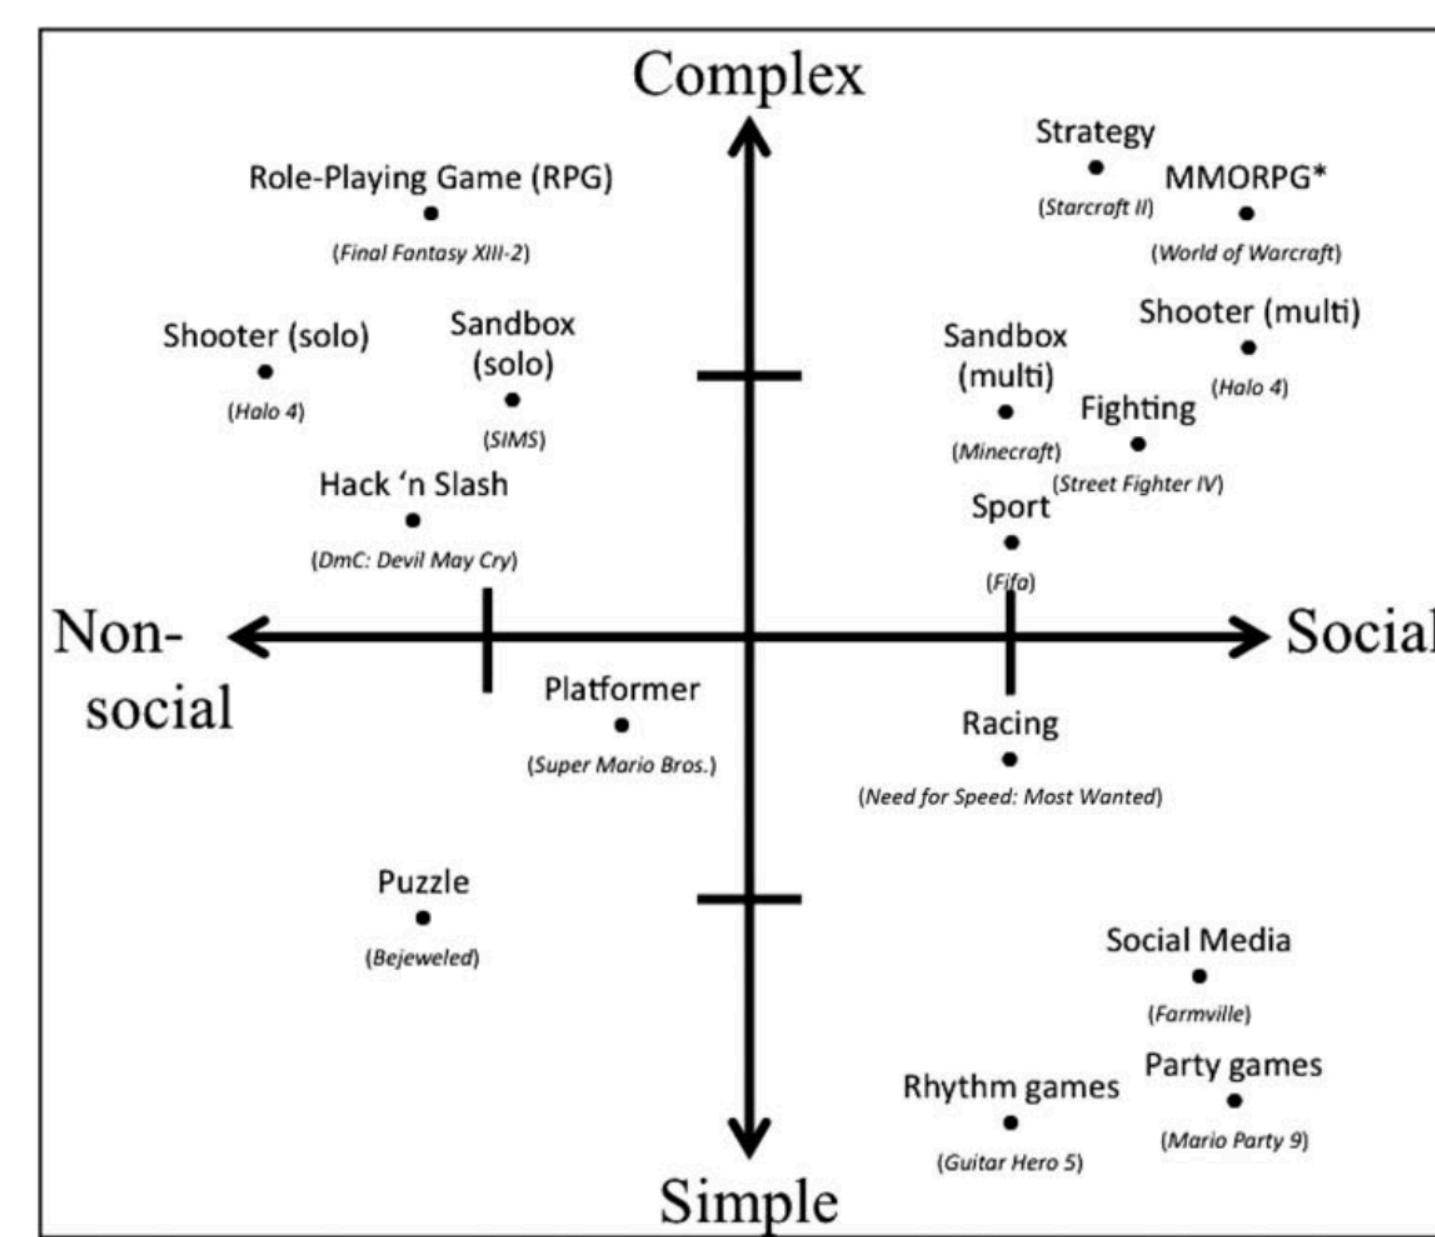 Complex
Strategy
(Starcraft II)
Role-Playing Game (RPG)
(Final Fantasy XIII-2)
MMORPG*
(World of Warcraft)
Shooter (solo)
(Halo 4)
Sandbox
(solo)
(SIMS)
Sandbox
(multi)
(Minecraft)
Shooter (multi)
(Halo 4)
Fighting
(Street Fighter IV)
Hack ‘n Slash
(DmC: Devil May Cry)
Sport
(Fifa)
Non-
social
Social
Platformer
(Super Mario Bros.)
Racing
(Need for Speed: Most Wanted)
Puzzle
(Bejeweled)
Social Media
(Farmville)
Rhythm games
(Guitar Hero 5)
Party games
(Mario Party 9)
Simple